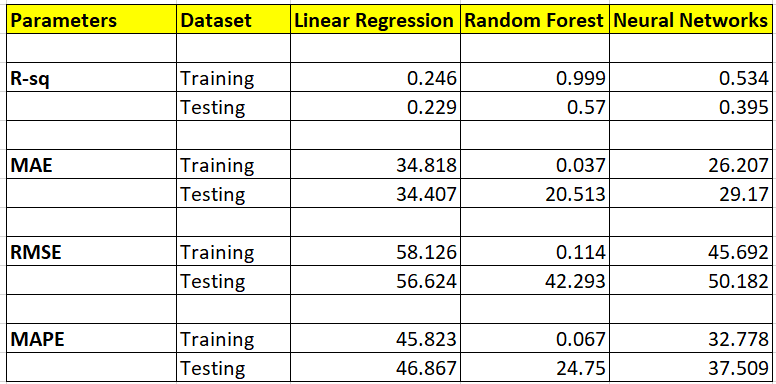 Parameters Dataset Linear Regression Random Forest Neural Networks
R-sq Training 0.246 0.999 0.534
Testing 0.229 0.57 0.395
MAE Training 34.818 0.037 26.207
Testing 34.407 20.513 29.17
RMSE Training 58.126 0.114 45.692
Testing 56.624 42.293 50.182
MAPE Training 45.823 0.067 32.778
Testing 46.867 24.75 37.509